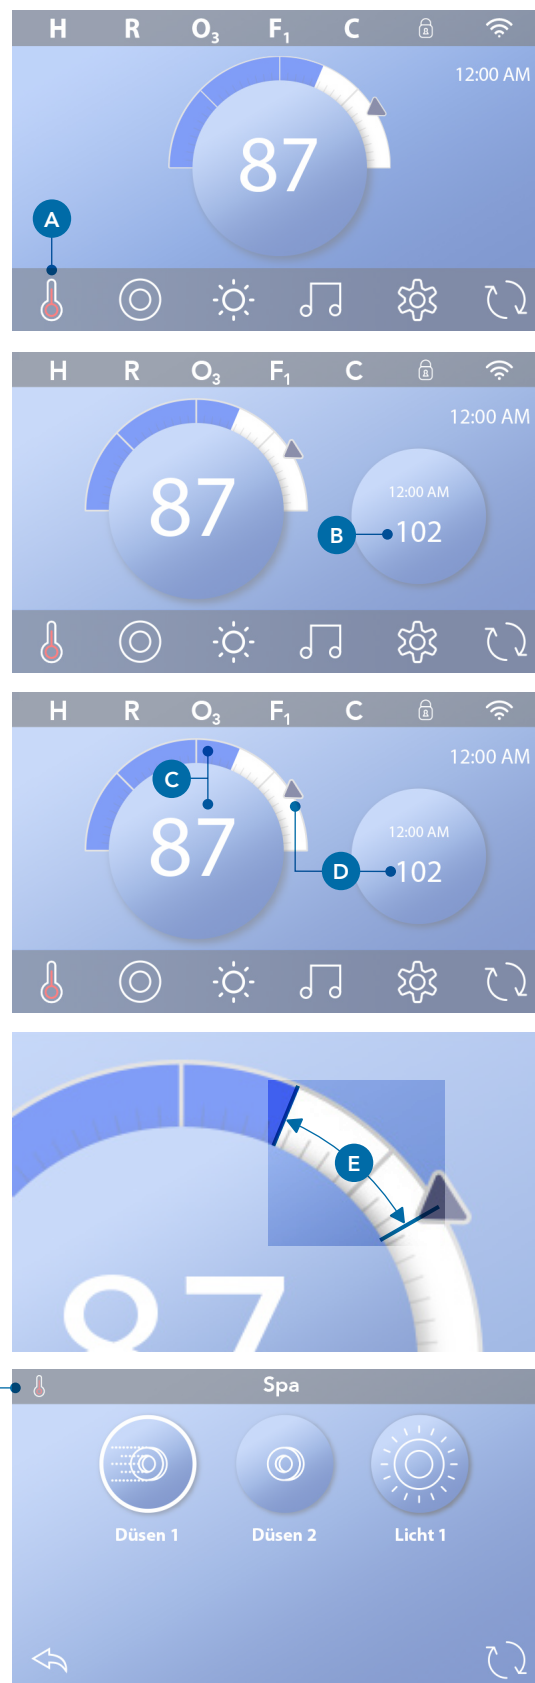 H R O3 F1 C
12:00 AM
87
A
H R O3 F1 C
12:00 AM
87
12:00 AM
B
102
H R O3 F1 C
12:00 AM
C
87
12:00 AM
D
102
E
87
Spa
Düsen 1 Düsen 2 Licht 1